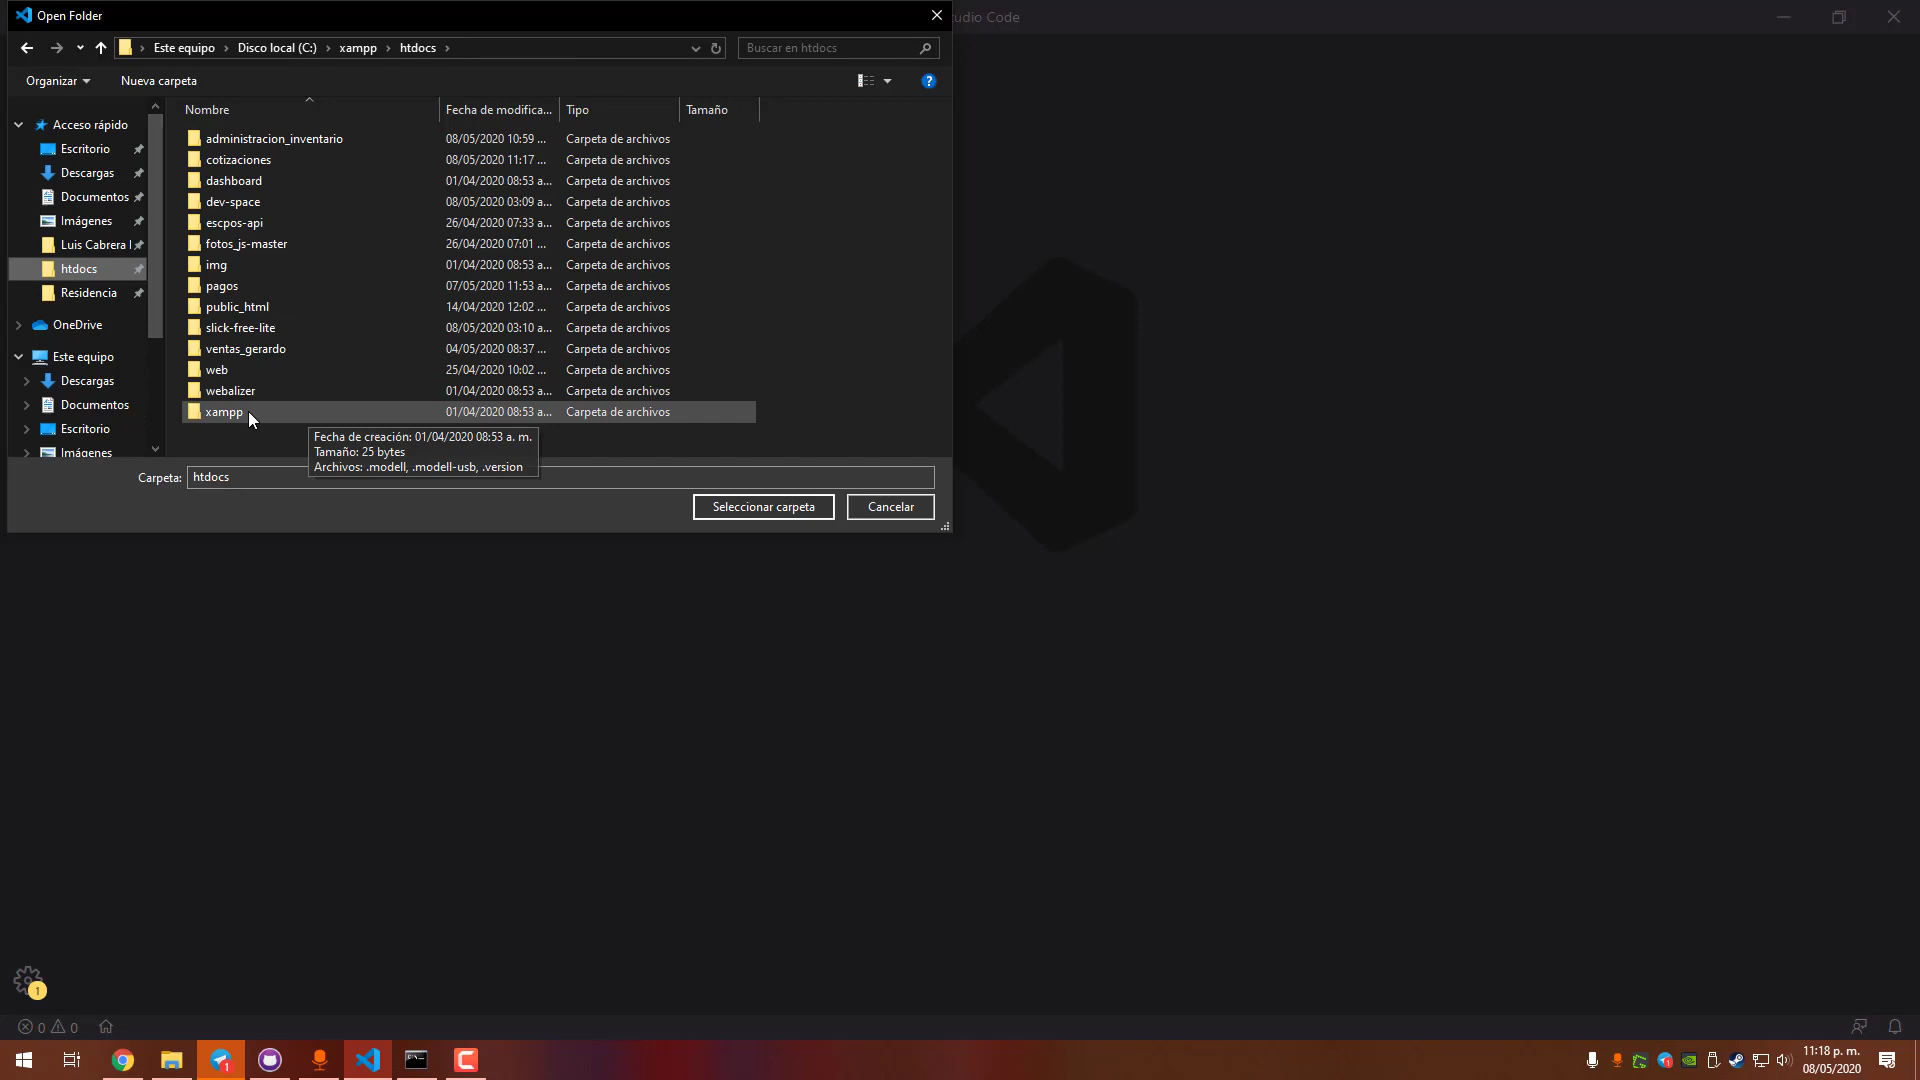 Open Folder
udio Code
Este equipo
Disco local (C:)
xampp
htdocs
Buscar en htdocs
Organizar
Nueva carpeta
?
Nombre
Fecha de modifica...
Tipo
Tamaño
Acceso rápido
Escritorio
Descargas
Documentos
Imágenes
Luis Cabrera
htdocs
Residencia
OneDrive
Este equipo
Descargas
Documentos
Escritorio
Imágenes
administracion_inventario 08/05/2020 10:59 ... Carpeta de archivos
cotizaciones 08/05/2020 11:17 ... Carpeta de archivos
dashboard 01/04/2020 08:53 a... Carpeta de archivos
dev-space 08/05/2020 03:09 a... Carpeta de archivos
escpos-api 26/04/2020 07:33 a... Carpeta de archivos
fotos_js-master 26/04/2020 07:01 ... Carpeta de archivos
img 01/04/2020 08:53 a... Carpeta de archivos
pagos 07/05/2020 11:53 a... Carpeta de archivos
public_html 14/04/2020 12:02 ... Carpeta de archivos
slick-free-lite 08/05/2020 03:10 a... Carpeta de archivos
ventas_gerardo 04/05/2020 08:37 ... Carpeta de archivos
web 25/04/2020 10:02 ... Carpeta de archivos
webalizer 01/04/2020 08:53 a... Carpeta de archivos
xampp 01/04/2020 08:53 a... Carpeta de archivos
Fecha de creación: 01/04/2020 08:53 a. m.
Tamaño: 25 bytes
Archivos: .modell, .modell-usb, .version
Carpeta: htdocs
Seleccionar carpeta
Cancelar
1
0 0
1
11:18 p. m.
08/05/2020